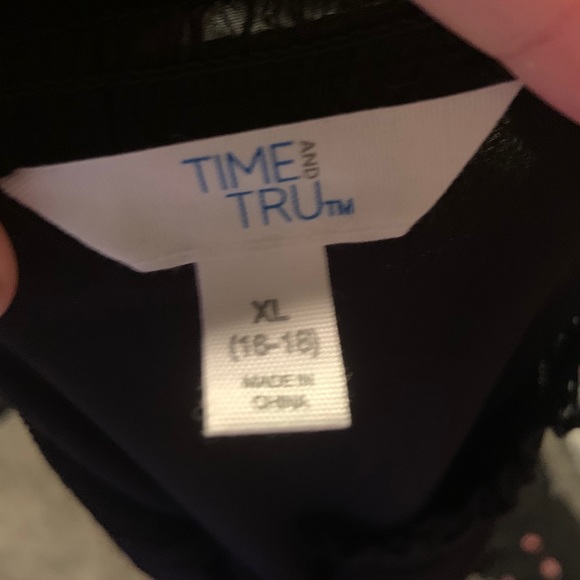 TIME AND
TRU™
XL
(16-18)
MADE IN
CHINA